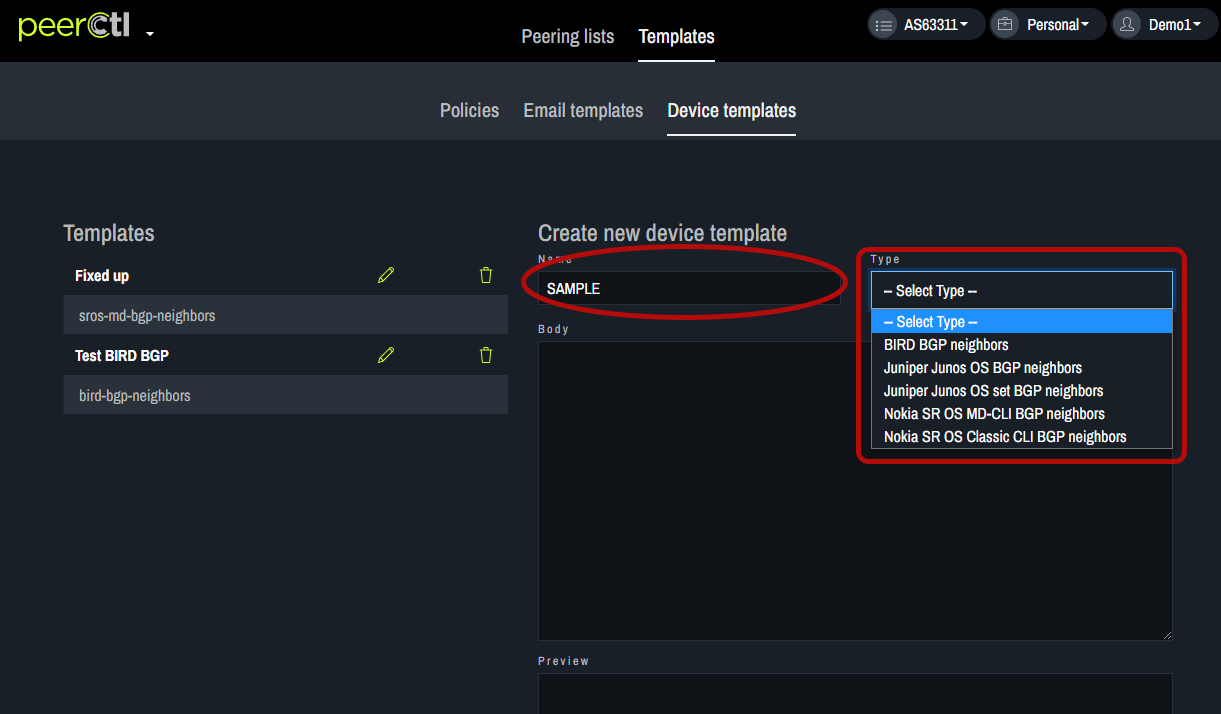 peerCtl
Peering lists
Templates
AS63311
Personal
Demo1
Policies
Email templates
Device templates
Templates
Fixed up
sros-md-bgp-neighbors
Test BIRD BGP
bird-bgp-neighbors
Create new device template
Name
SAMPLE
Type
-- Select Type --
-- Select Type --
BIRD BGP neighbors
Juniper Junos OS BGP neighbors
Juniper Junos OS set BGP neighbors
Nokia SR OS MD-CLI BGP neighbors
Nokia SR OS Classic CLI BGP neighbors
Body
Preview